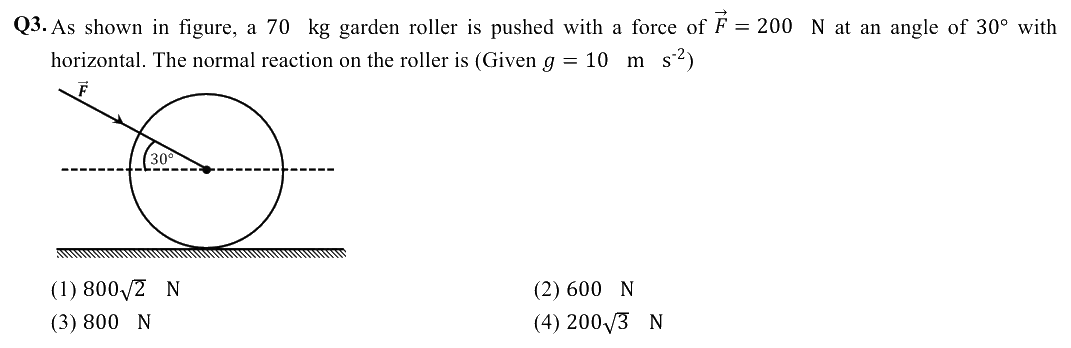 Q3. As shown in figure, a 70 kg garden roller is pushed with a force of F⃗ = 200 N at an angle of 30° with
horizontal. The normal reaction on the roller is (Given g = 10 m s⁻²)
F⃗
30°
(1) 800√2 N (2) 600 N
(3) 800 N (4) 200√3 N